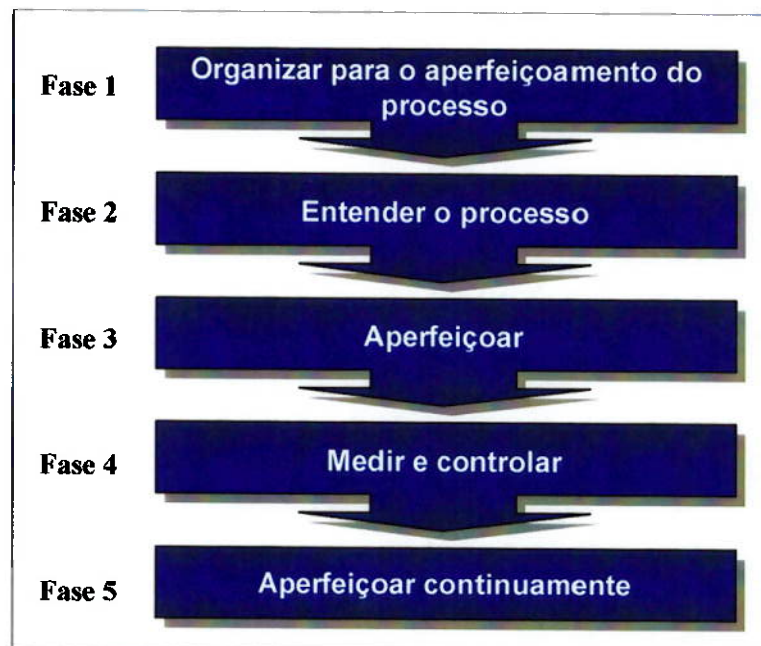 Fase 1
Organizar para o aperfeiçoamento do
processo
Fase 2
Entender o processo
Fase 3
Aperfeiçoar
Fase 4
Medir e controlar
Fase 5
Aperfeiçoar continuamente